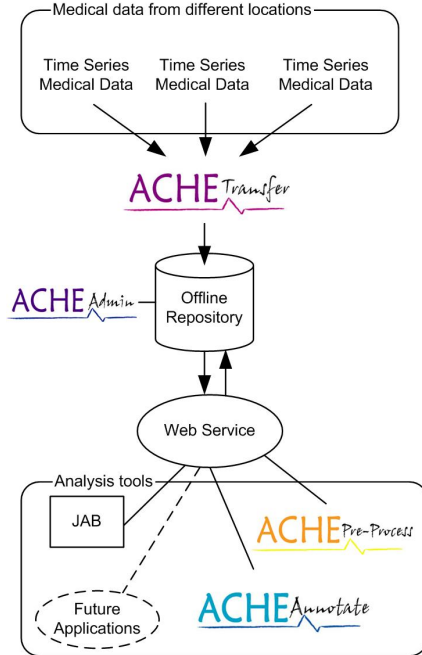 Medical data from different locations
Time Series Time Series Time Series
Medical Data Medical Data Medical Data
ACHE Transfer
Offline
Repository
ACHE Admin
Web Service
Analysis tools
JAB
ACHE Pre-Process
Future
Applications
ACHE Annotate